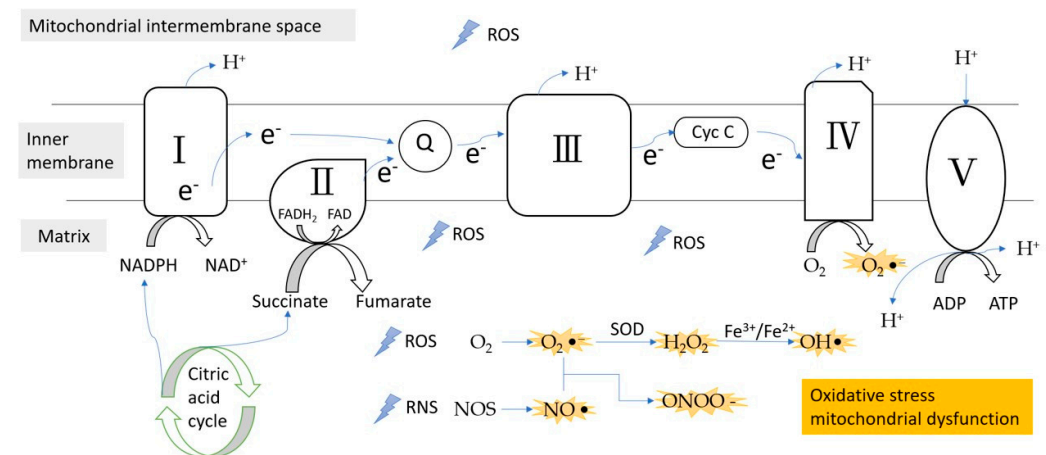 Mitochondrial intermembrane space
ROS
H⁺
H⁺
H⁺
H⁺
Inner
membrane
I
e⁻
e⁻
II
FADH₂
FAD
e⁻
Q
e⁻
III
e⁻
Cyc C
e⁻
IV
V
Matrix
NADPH
NAD⁺
Succinate
Fumarate
ROS
ROS
O₂
O₂•⁻
H⁺
H⁺
ADP
ATP
Citric
acid
cycle
ROS
O₂
O₂•⁻
SOD
H₂O₂
Fe³⁺/Fe²⁺
OH•
RNS
NOS
NO•
ONOO -
Oxidative stress
mitochondrial dysfunction